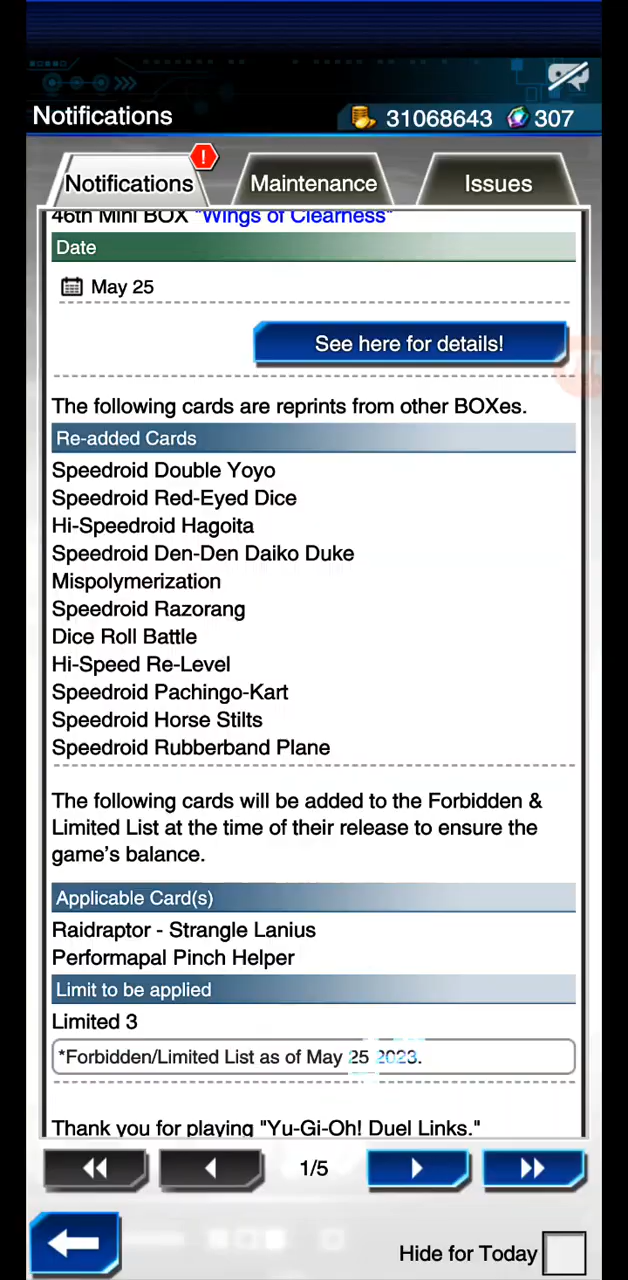 Notifications
31068643
307
Notifications
!
Maintenance
Issues
46th Mini BOX "Wings of Clearness"
Date
May 25
See here for details!
The following cards are reprints from other BOXes.
Re-added Cards
Speedroid Double Yoyo
Speedroid Red-Eyed Dice
Hi-Speedroid Hagoita
Speedroid Den-Den Daiko Duke
Mispolymerization
Speedroid Razorang
Dice Roll Battle
Hi-Speed Re-Level
Speedroid Pachingo-Kart
Speedroid Horse Stilts
Speedroid Rubberband Plane
The following cards will be added to the Forbidden &
Limited List at the time of their release to ensure the
game's balance.
Applicable Card(s)
Raidraptor - Strangle Lanius
Performapal Pinch Helper
Limit to be applied
Limited 3
*Forbidden/Limited List as of May 25 2023.
Thank you for playing "Yu-Gi-Oh! Duel Links."
1/5
Hide for Today